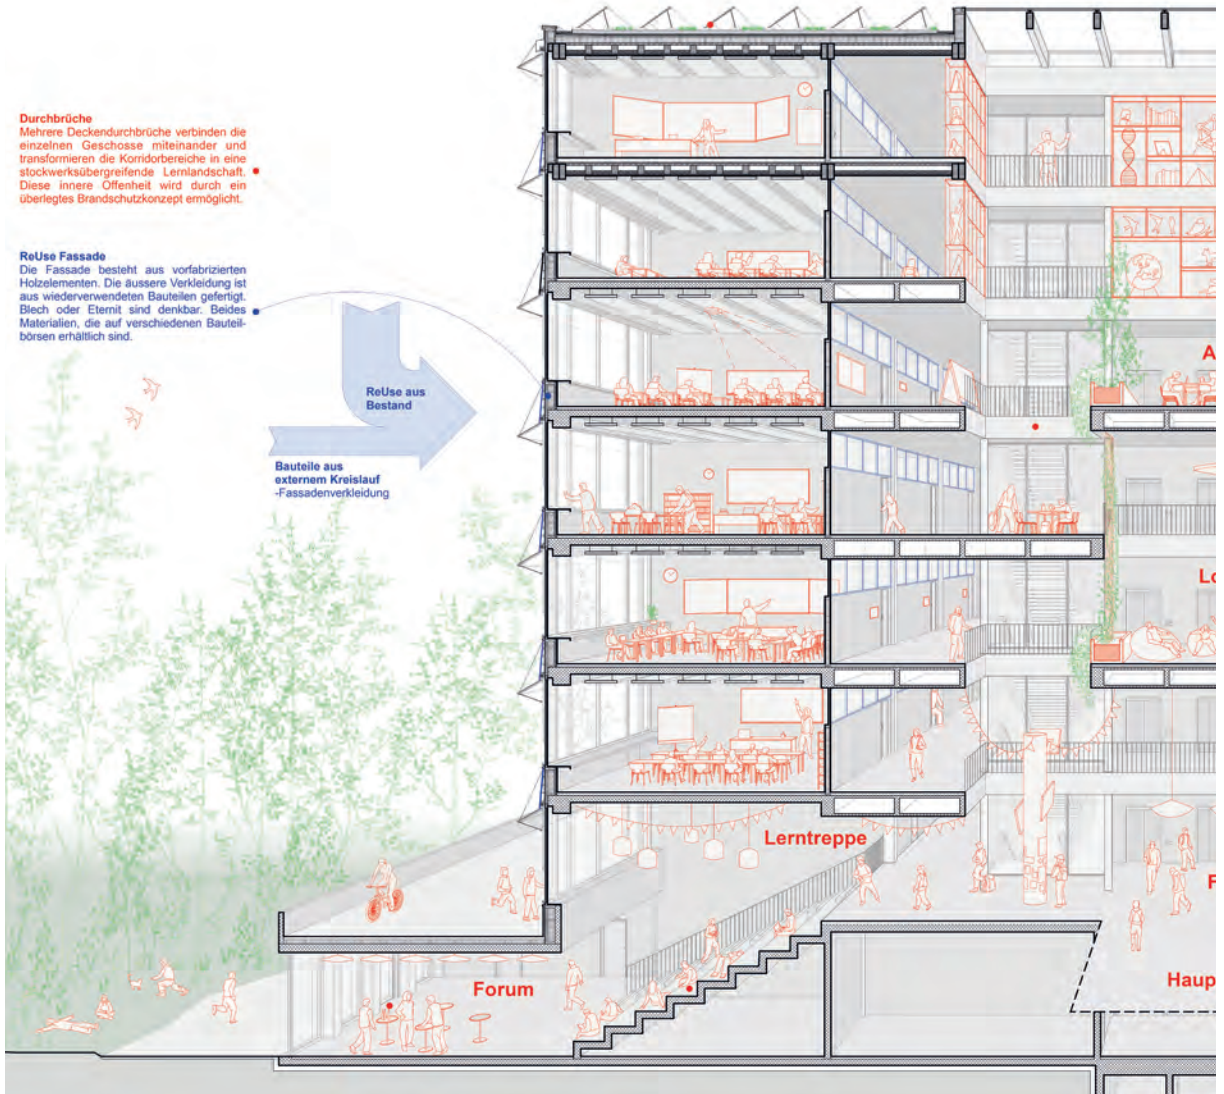 Durchbrüche
Mehrere Deckendurchbrüche verbinden die
einzelnen Geschosse miteinander und
transformieren die Korridorbereiche in eine
stockwerksübergreifende Lernlandschaft.
Diese innere Offenheit wird durch ein
überlegtes Brandschutzkonzept ermöglicht.
ReUse Fassade
Die Fassade besteht aus vorfabrizierten
Holzelementen. Die äussere Verkleidung ist
aus wiederverwendeten Bauteilen gefertigt.
Blech oder Eternit sind denkbar. Beides
Materialien, die auf verschiedenen Bauteil-
börsen erhältlich sind.
ReUse aus
Bestand
Bauteile aus
externem Kreislauf
-Fassadenverkleidung
A
Lo
Lerntreppe
F
Forum
Haup